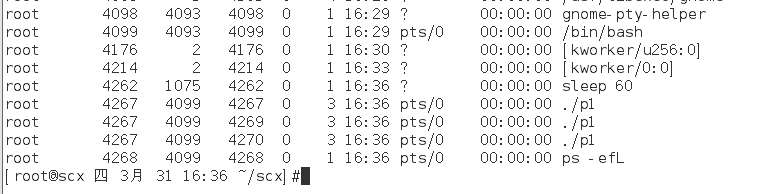 root 4098 4093 4098 0 1 16:29 ? 00:00:00 gnome-pty-helper
root 4099 4093 4099 0 1 16:29 pts/0 00:00:00 /bin/bash
root 4176 2 4176 0 1 16:30 ? 00:00:00 [kworker/u256:0]
root 4214 2 4214 0 1 16:33 ? 00:00:00 [kworker/0:0]
root 4262 1075 4262 0 1 16:36 ? 00:00:00 sleep 60
root 4267 4099 4267 0 3 16:36 pts/0 00:00:00 ./p1
root 4267 4099 4269 0 3 16:36 pts/0 00:00:00 ./p1
root 4267 4099 4270 0 3 16:36 pts/0 00:00:00 ./p1
root 4268 4099 4268 0 1 16:36 pts/0 00:00:00 ps -efL
[root@scx 四 3月 31 16:36 ~/scx]#